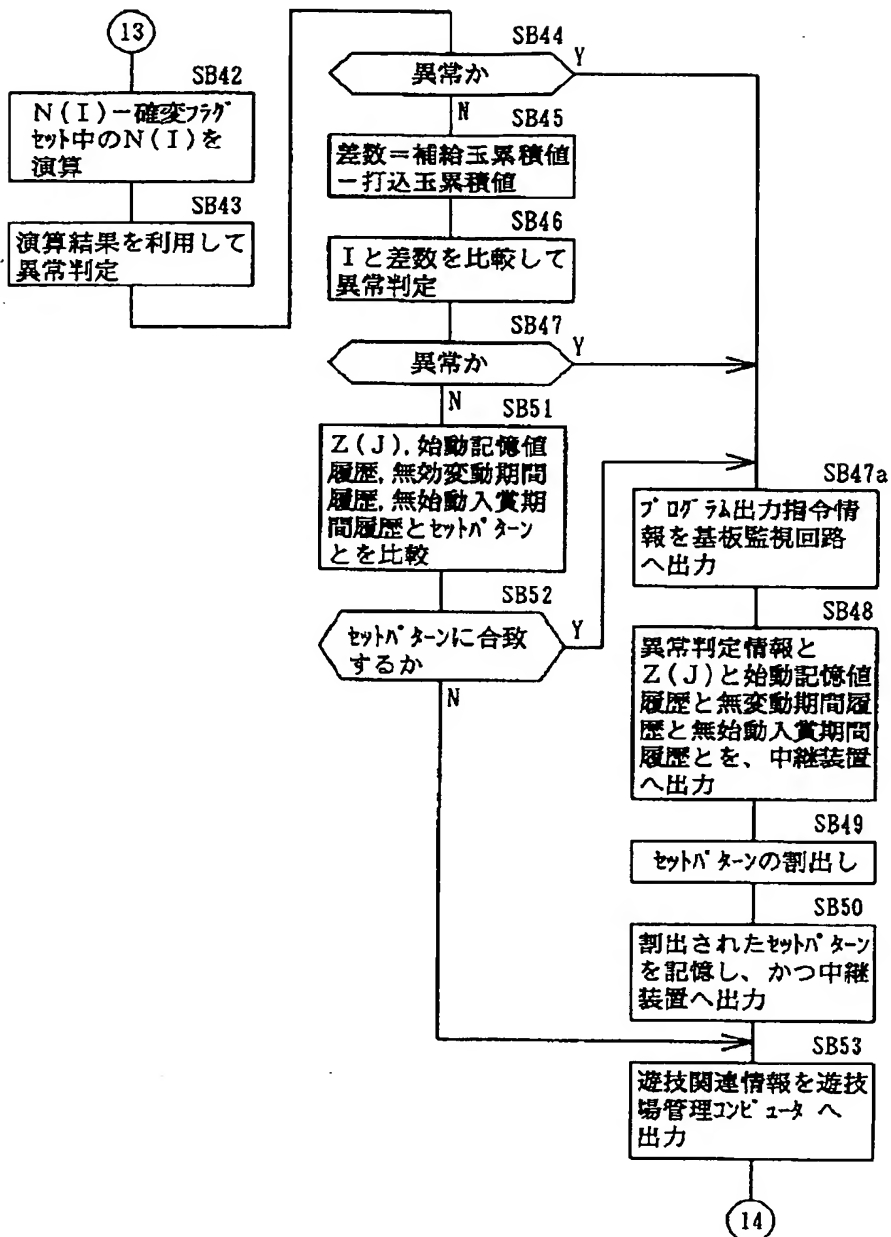 13
SB42
N(I)ー確変フラグ
セット中のN(I)を
演算
SB43
演算結果を利用して
異常判定
SB44
異常か
Y
N
SB45
差数=補給玉累積値
ー打込玉累積値
SB46
Iと差数を比較して
異常判定
SB47
異常か
Y
N
SB51
Z(J),始動記憶値
履歴,無効変動期間
履歴,無始動入賞期
間履歴とセットパターン
とを比較
SB52
セットパターンに合致
するか
Y
N
SB47a
プログラム出力指令情
報を基板監視回路
へ出力
SB48
異常判定情報と
Z(J)と始動記憶値
履歴と無変動期間履
歴と無始動入賞期間
履歴とを、中継装置
へ出力
SB49
セットパターンの割出し
SB50
割出されたセットパターン
を記憶し、かつ中継
装置へ出力
SB53
遊技関連情報を遊技
場管理コンピュータへ
出力
14